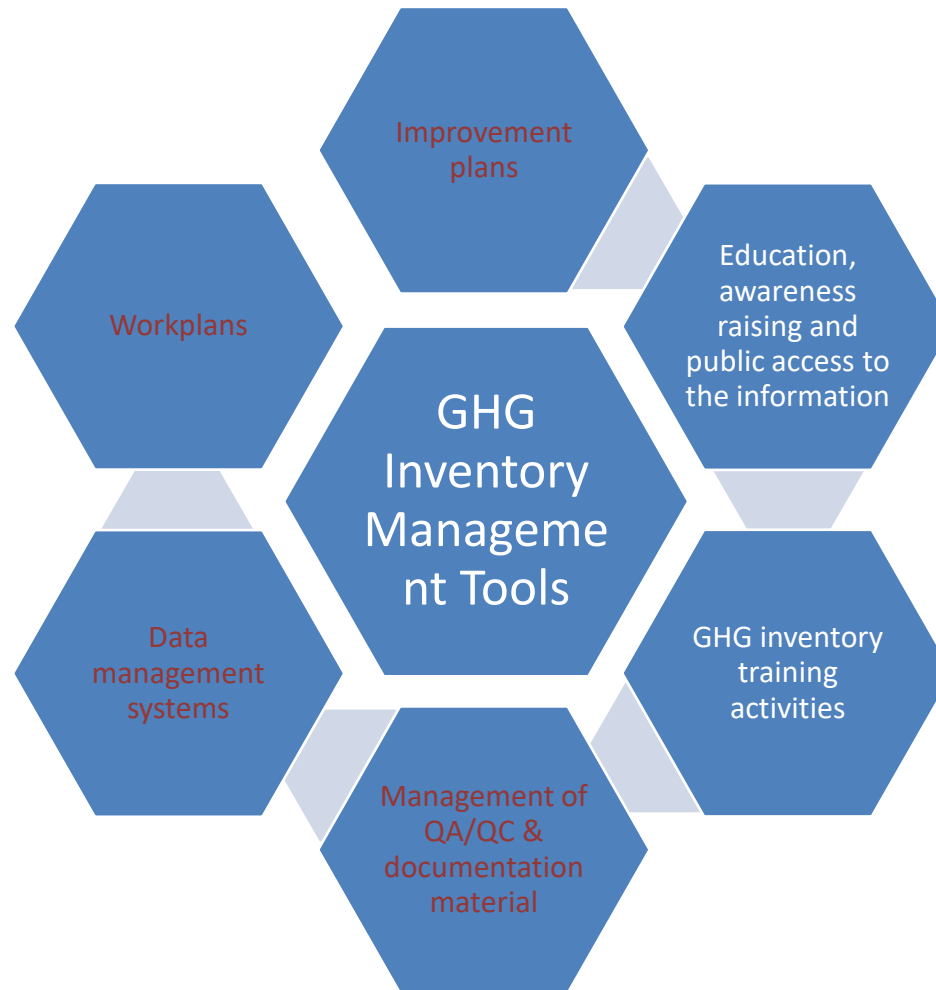 Improvement
plans
Education,
awareness
raising and
public access to
the information
Workplans
GHG
Inventory
Manageme
nt Tools
Data
management
systems
GHG inventory
training
activities
Management of
QA/QC &
documentation
material